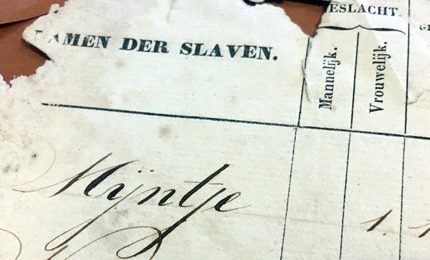 ESLACHT.
AMEN DER SLAVEN.
Mannelijk.
Vrouwelijk.
Mijntje
1